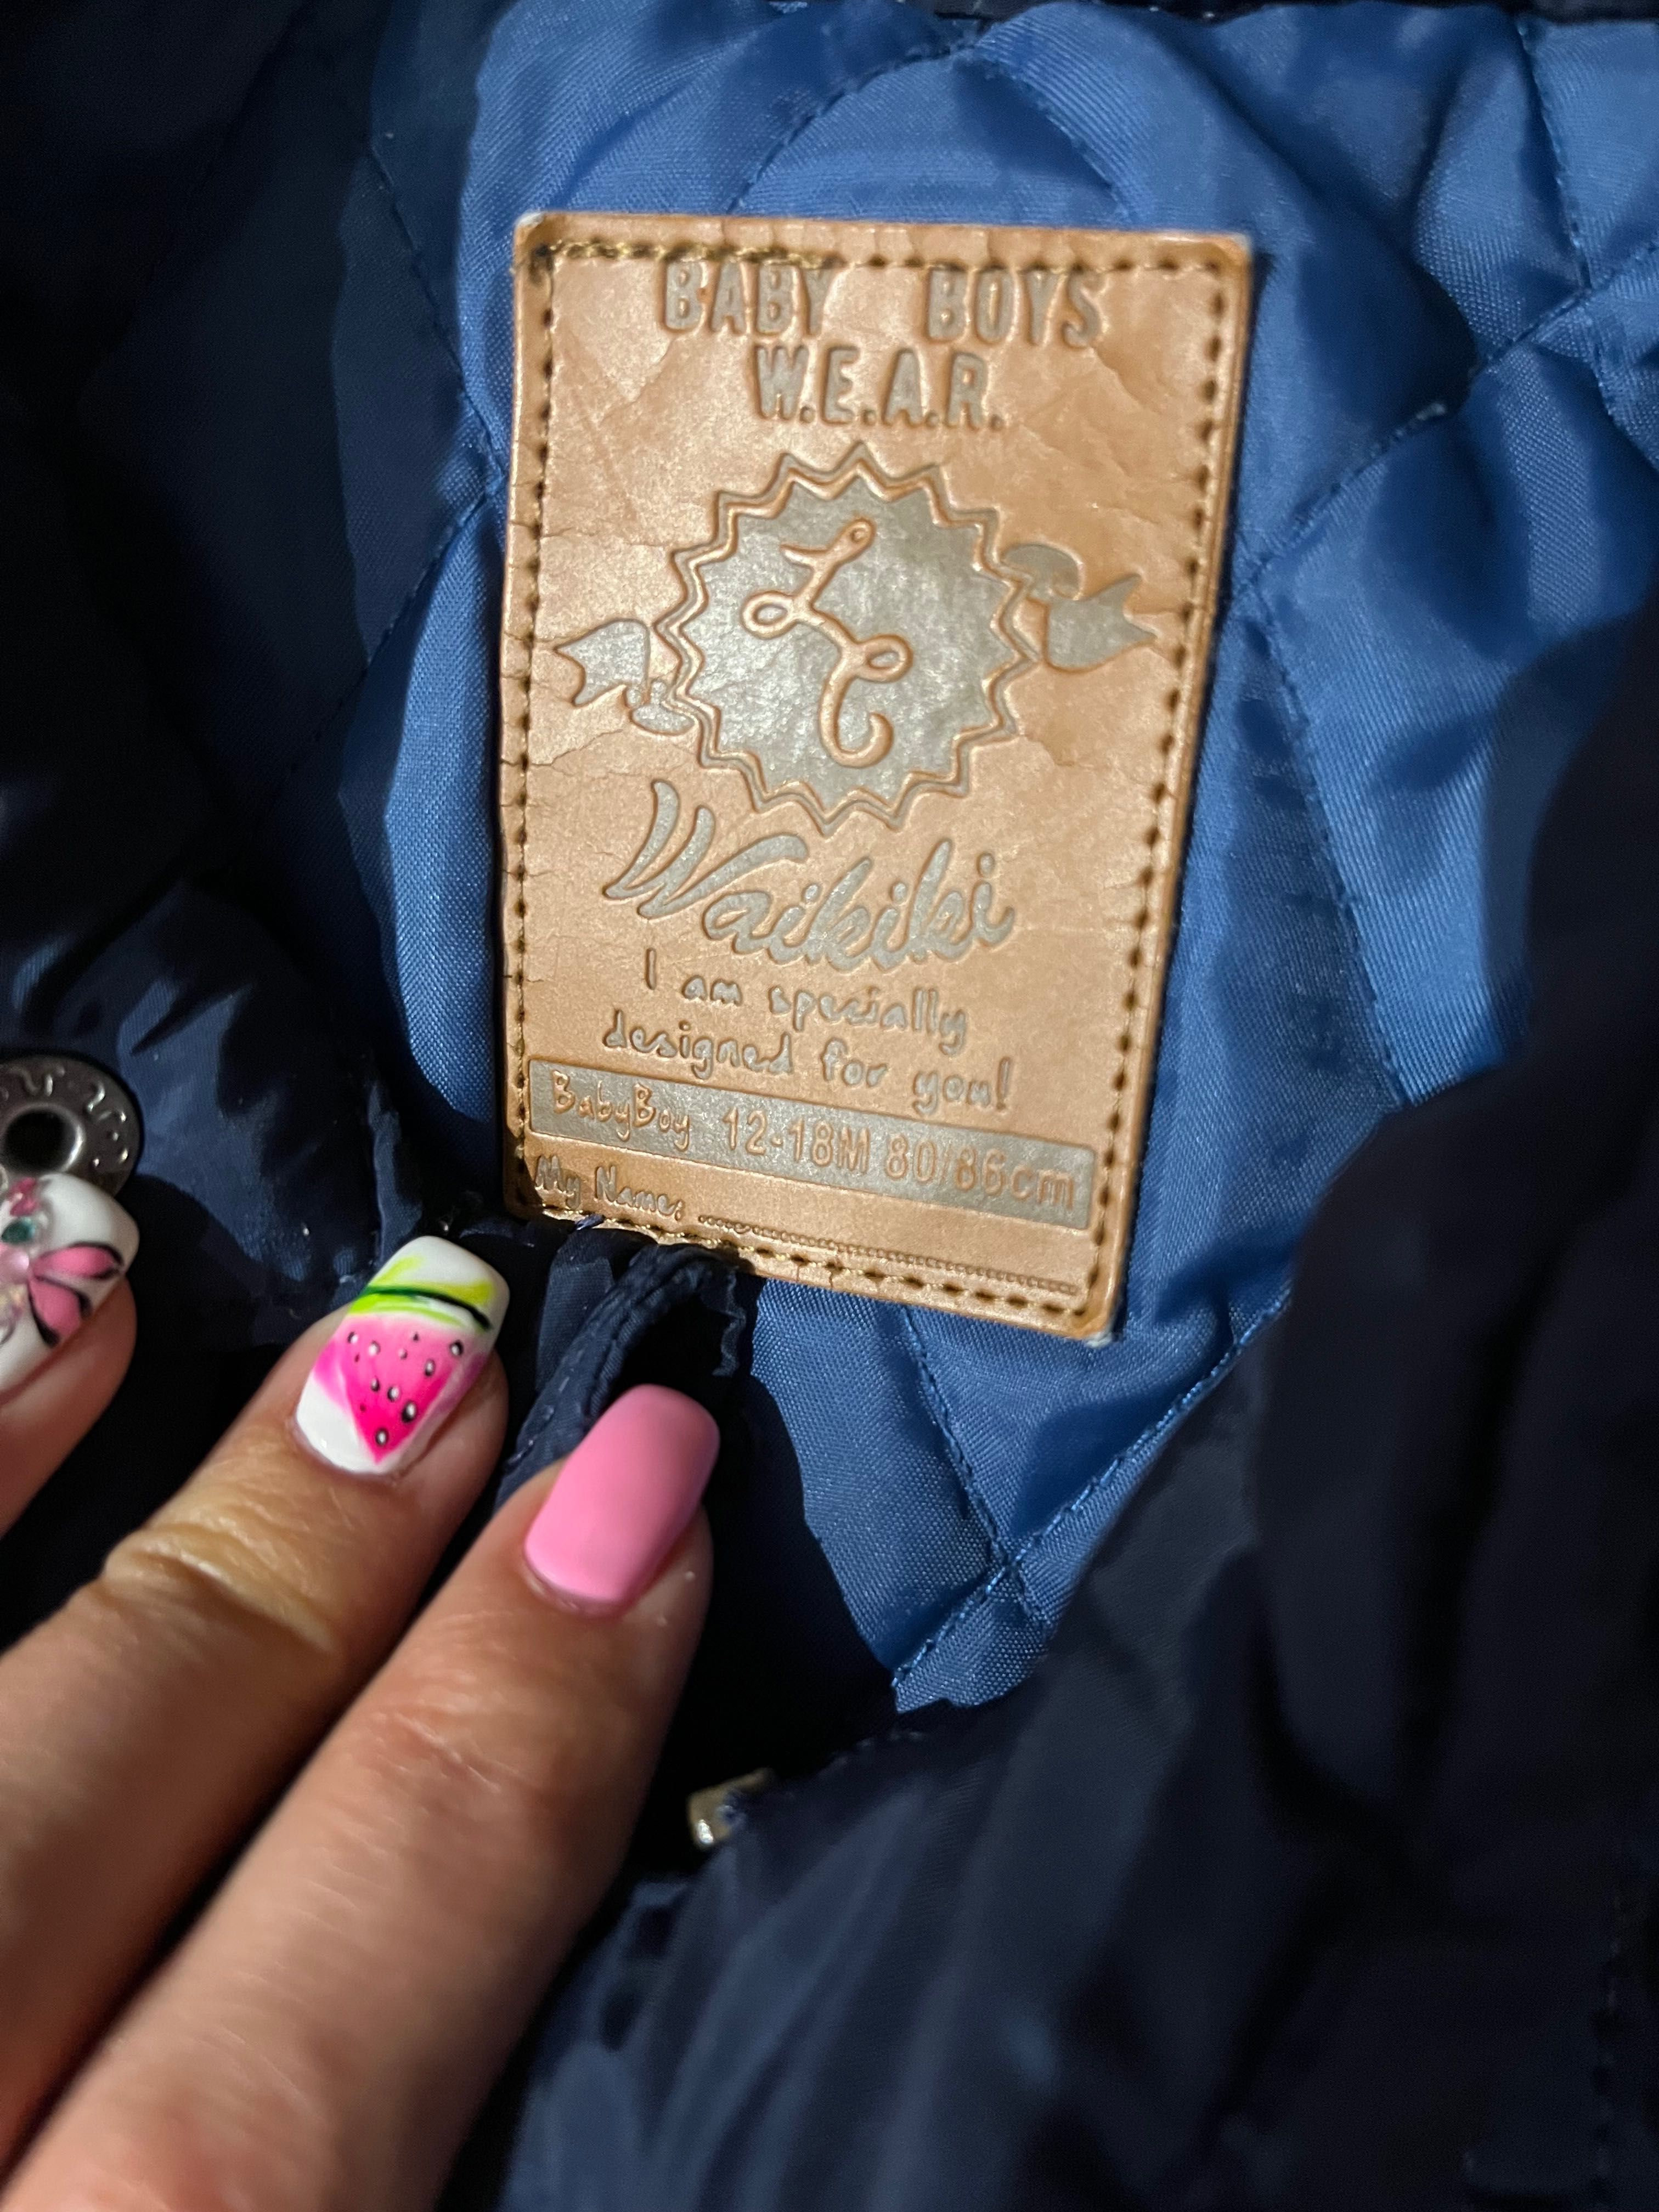 BABY BOYS
W.E.A.R.
LC
Waikiki
I am specially
designed for you!
BabyBoy 12-18M 80/86cm
My Name: